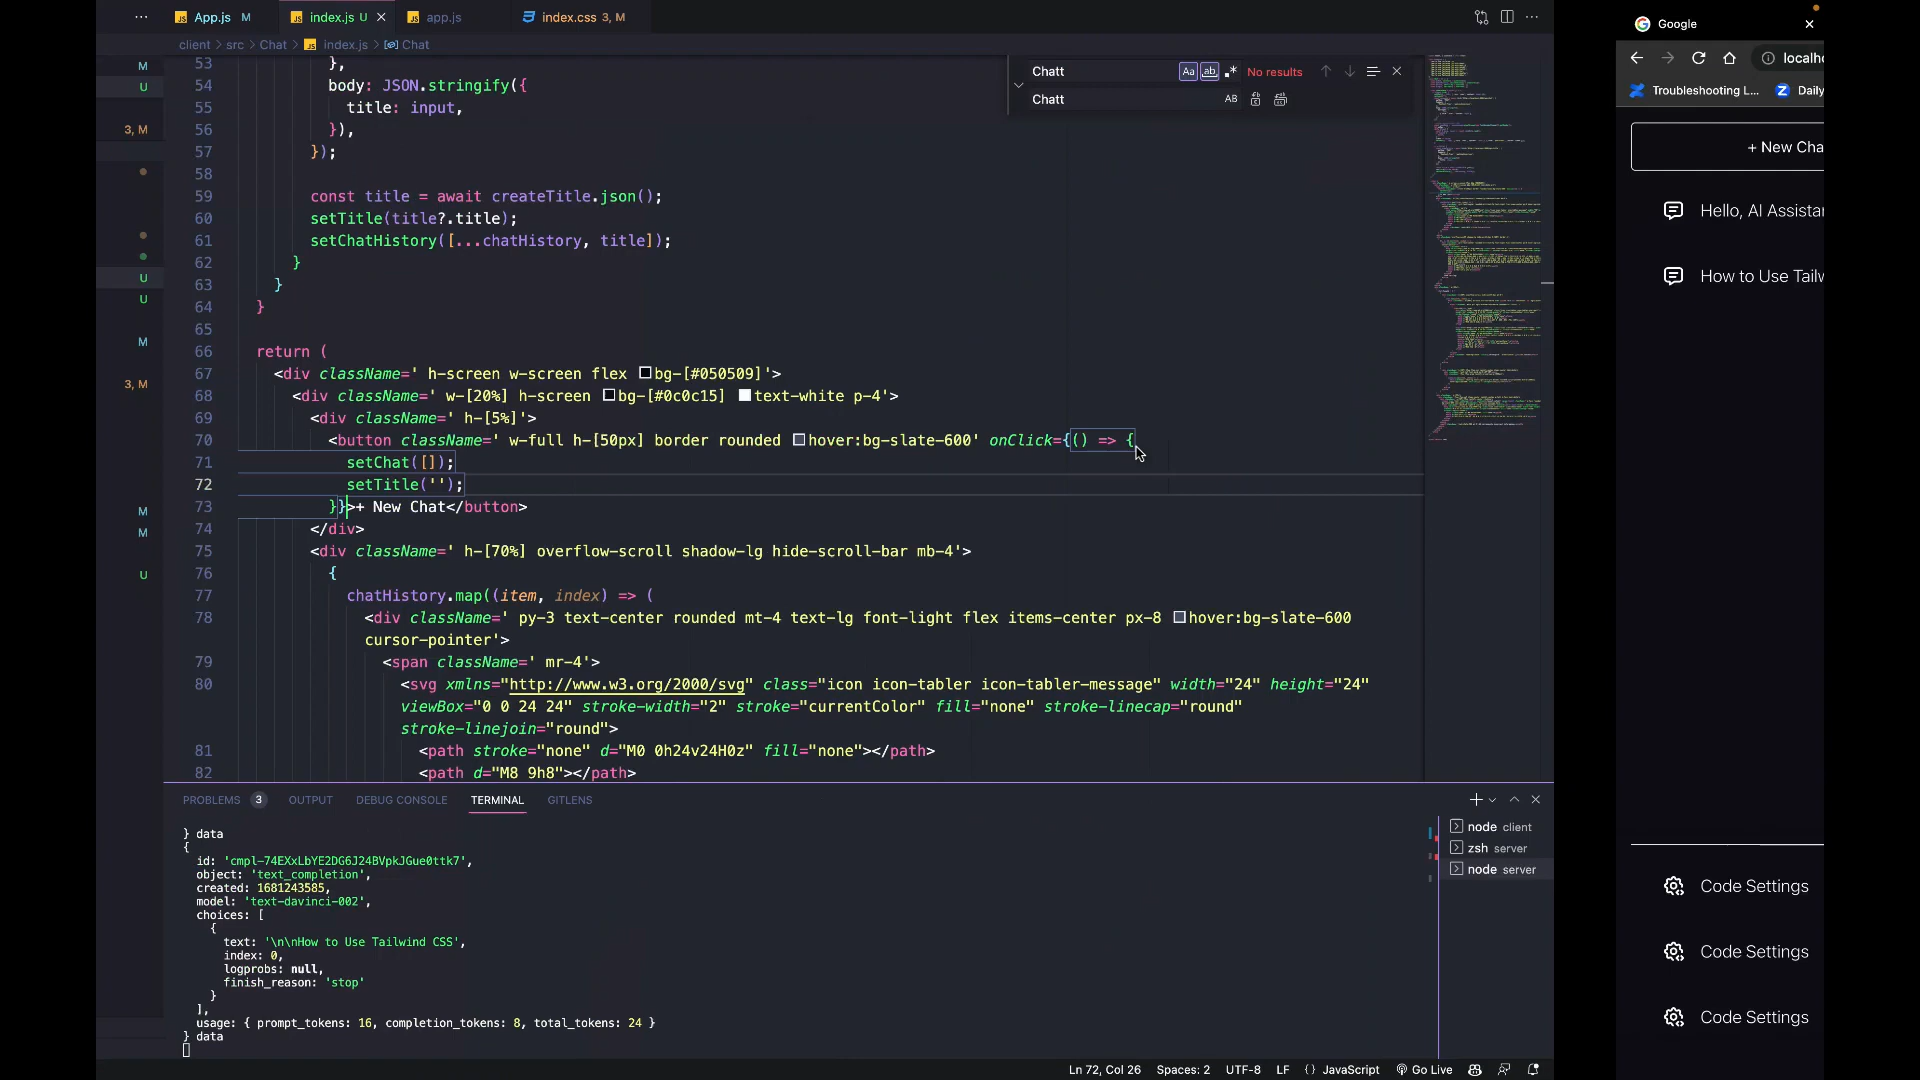 App.js M
index.js U
app.js
index.css 3, M
client > src > Chat > index.js > Chat
M
U
3, M
U
U
M
3, M
M
M
U
Chatt
Aa ab .* No results
Chatt
AB
53 },
54 body: JSON.stringify({
55 title: input,
56 }),
57 });
58
59 const title = await createTitle.json();
60 setTitle(title?.title);
61 setChatHistory([...chatHistory, title]);
62 }
63 }
64 }
65
66 return (
67 <div className=' h-screen w-screen flex bg-[#050509]'>
68 <div className=' w-[20%] h-screen bg-[#0c0c15] text-white p-4'>
69 <div className=' h-[5%]'>
70 <button className=' w-full h-[50px] border rounded hover:bg-slate-600' onClick={() => {
71 setChat([]);
72 setTitle('');
73 }}>+ New Chat</button>
74 </div>
75 <div className=' h-[70%] overflow-scroll shadow-lg hide-scroll-bar mb-4'>
76 {
77 chatHistory.map((item, index) => (
78 <div className=' py-3 text-center rounded mt-4 text-lg font-light flex items-center px-8 hover:bg-slate-600
cursor-pointer'>
79 <span className=' mr-4'>
80 <svg xmlns="http://www.w3.org/2000/svg" class="icon icon-tabler icon-tabler-message" width="24" height="24"
viewBox="0 0 24 24" stroke-width="2" stroke="currentColor" fill="none" stroke-linecap="round"
stroke-linejoin="round">
81 <path stroke="none" d="M0 0h24v24H0z" fill="none"></path>
82 <path d="M8 9h8"></path>
PROBLEMS 3 OUTPUT DEBUG CONSOLE TERMINAL GITLENS
} data
{
id: 'cmpl-74EXxLbYE2DG6J24BVpkJGue0ttk7',
object: 'text_completion',
created: 1681243585,
model: 'text-davinci-002',
choices: [
{
text: '\n\nHow to Use Tailwind CSS',
index: 0,
logprobs: null,
finish_reason: 'stop'
}
],
usage: { prompt_tokens: 16, completion_tokens: 8, total_tokens: 24 }
} data
node client
zsh server
node server
Ln 72, Col 26 Spaces: 2 UTF-8 LF {} JavaScript Go Live
Google
localho
Troubleshooting L...
Z Daily
+ New Cha
Hello, AI Assistar
How to Use Tailw
Code Settings
Code Settings
Code Settings